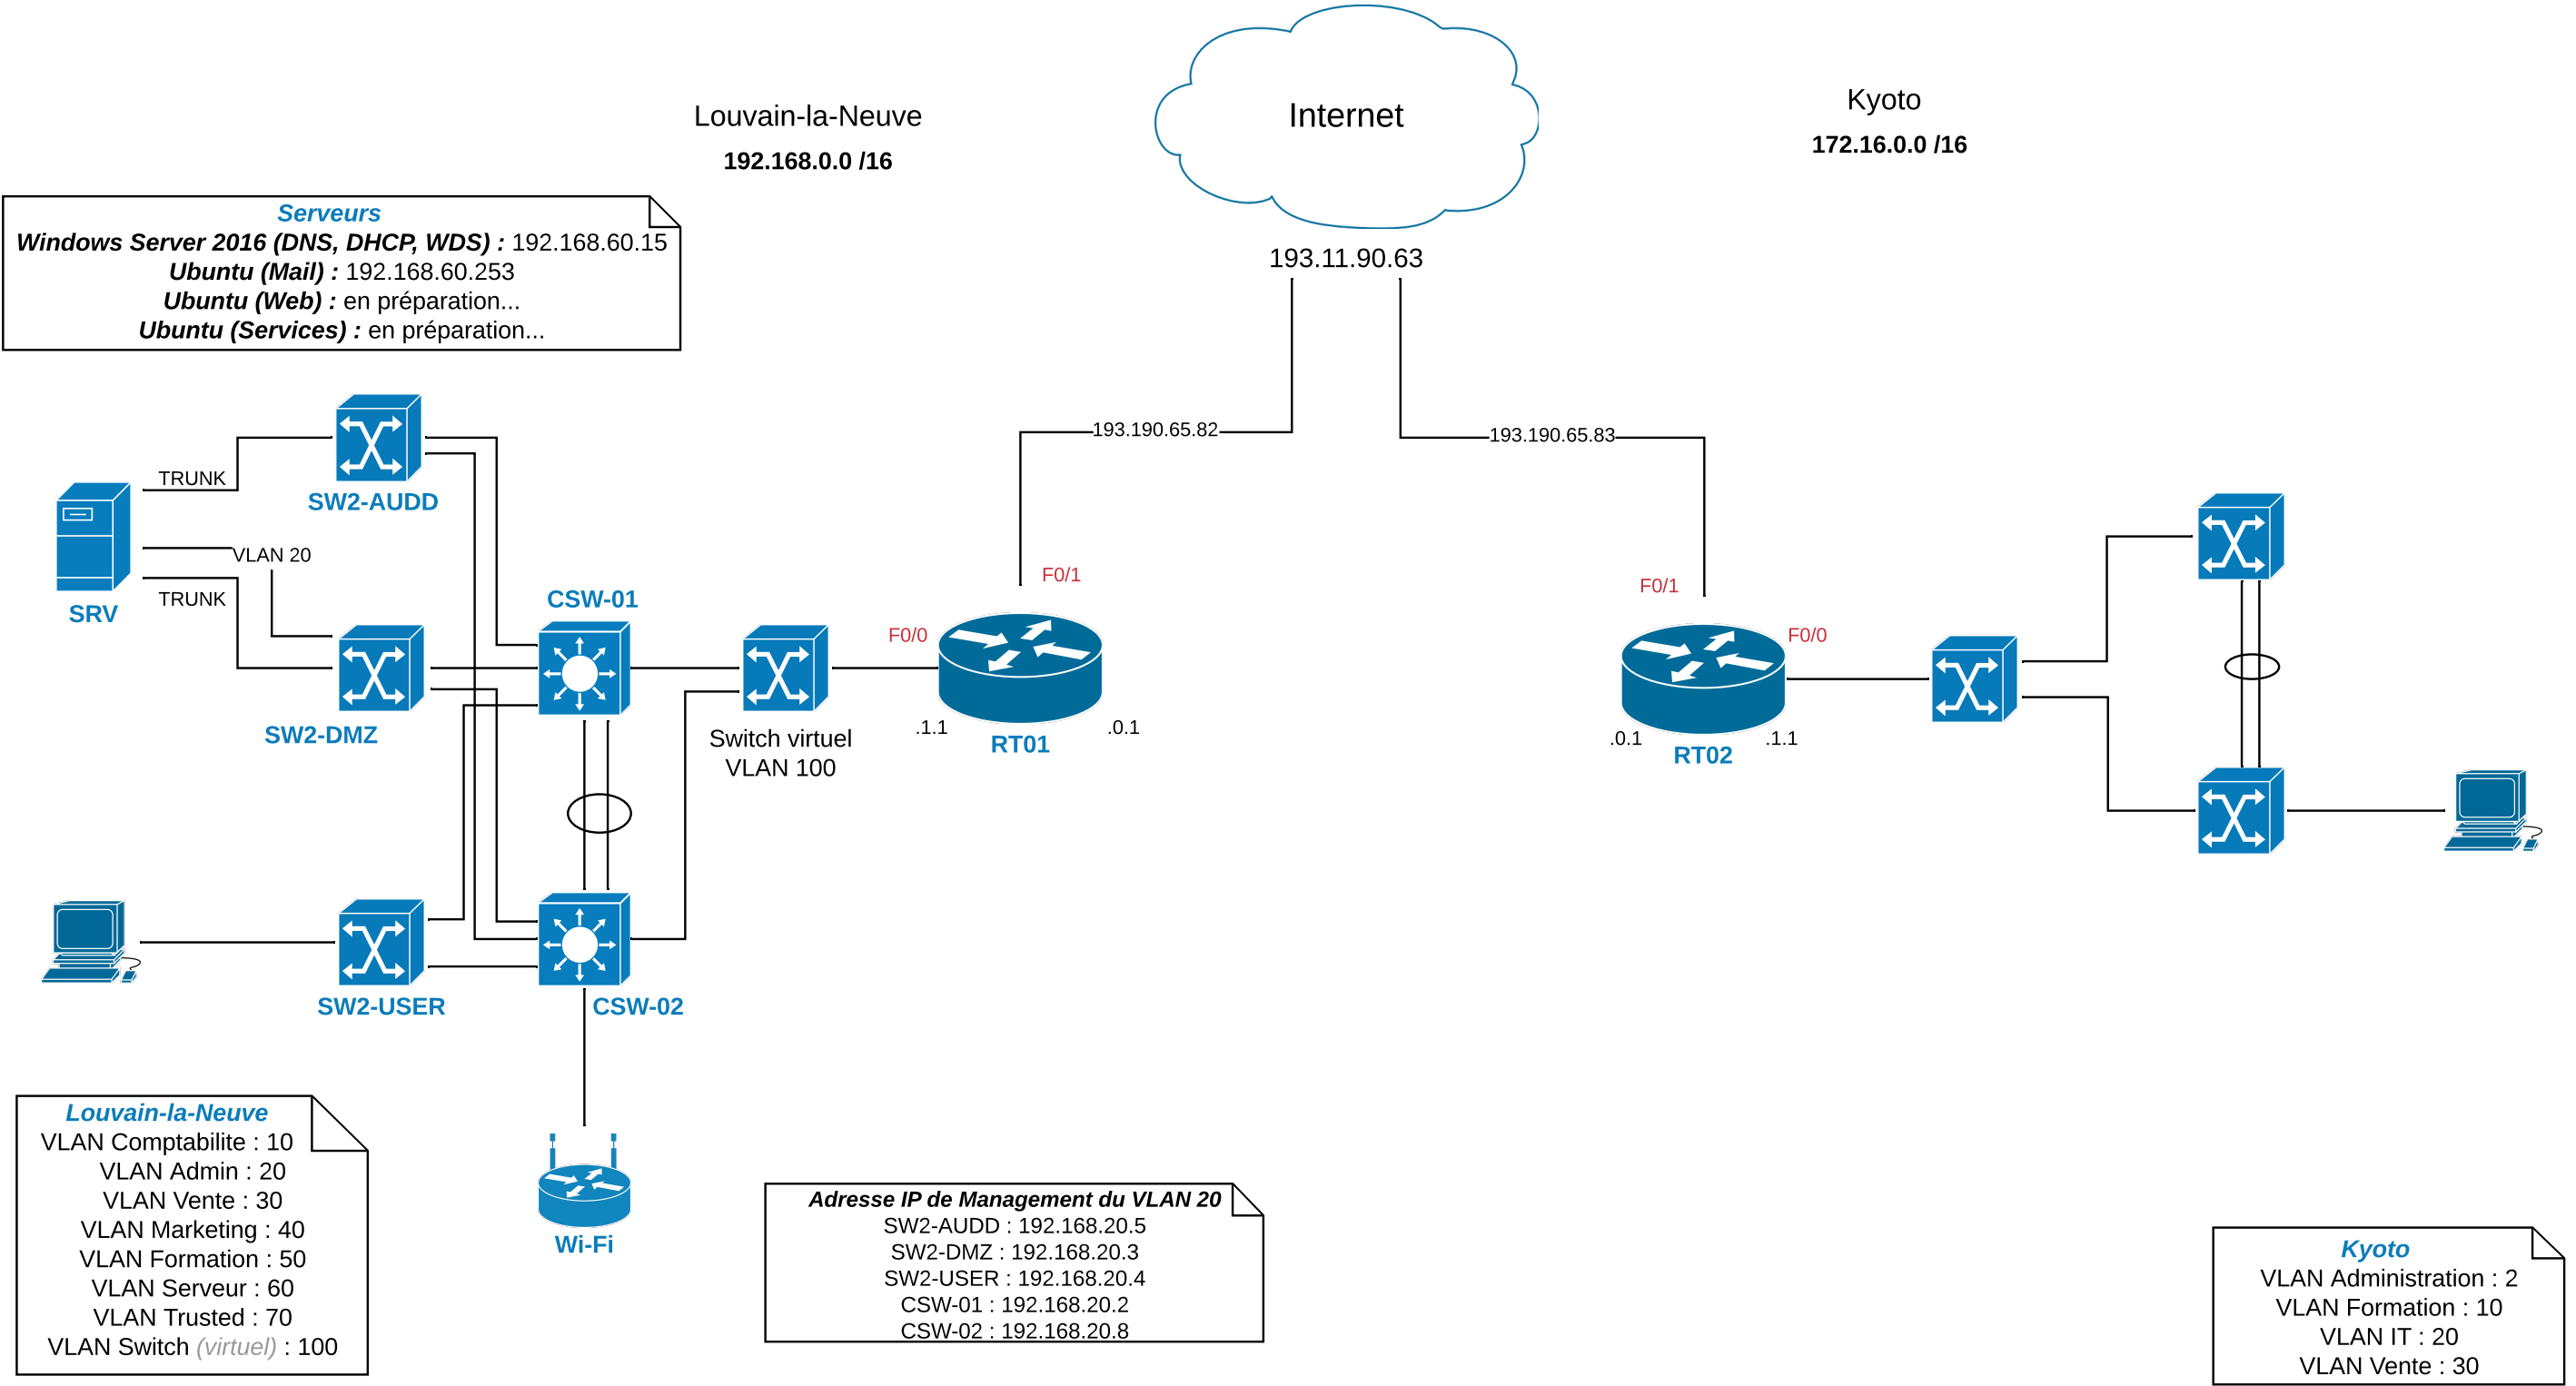 Internet
Louvain-la-Neuve
192.168.0.0 /16
Kyoto
172.16.0.0 /16
193.11.90.63
Serveurs
Windows Server 2016 (DNS, DHCP, WDS) : 192.168.60.15
Ubuntu (Mail) : 192.168.60.253
Ubuntu (Web) : en préparation...
Ubuntu (Services) : en préparation...
193.190.65.82
193.190.65.83
TRUNK
SW2-AUDD
VLAN 20
TRUNK
SRV
SW2-DMZ
CSW-01
Switch virtuel
VLAN 100
F0/1
F0/0
.1.1
.0.1
RT01
F0/1
F0/0
.0.1
.1.1
RT02
SW2-USER
CSW-02
Wi-Fi
Louvain-la-Neuve
VLAN Comptabilite : 10
VLAN Admin : 20
VLAN Vente : 30
VLAN Marketing : 40
VLAN Formation : 50
VLAN Serveur : 60
VLAN Trusted : 70
VLAN Switch (virtuel) : 100
Adresse IP de Management du VLAN 20
SW2-AUDD : 192.168.20.5
SW2-DMZ : 192.168.20.3
SW2-USER : 192.168.20.4
CSW-01 : 192.168.20.2
CSW-02 : 192.168.20.8
Kyoto
VLAN Administration : 2
VLAN Formation : 10
VLAN IT : 20
VLAN Vente : 30